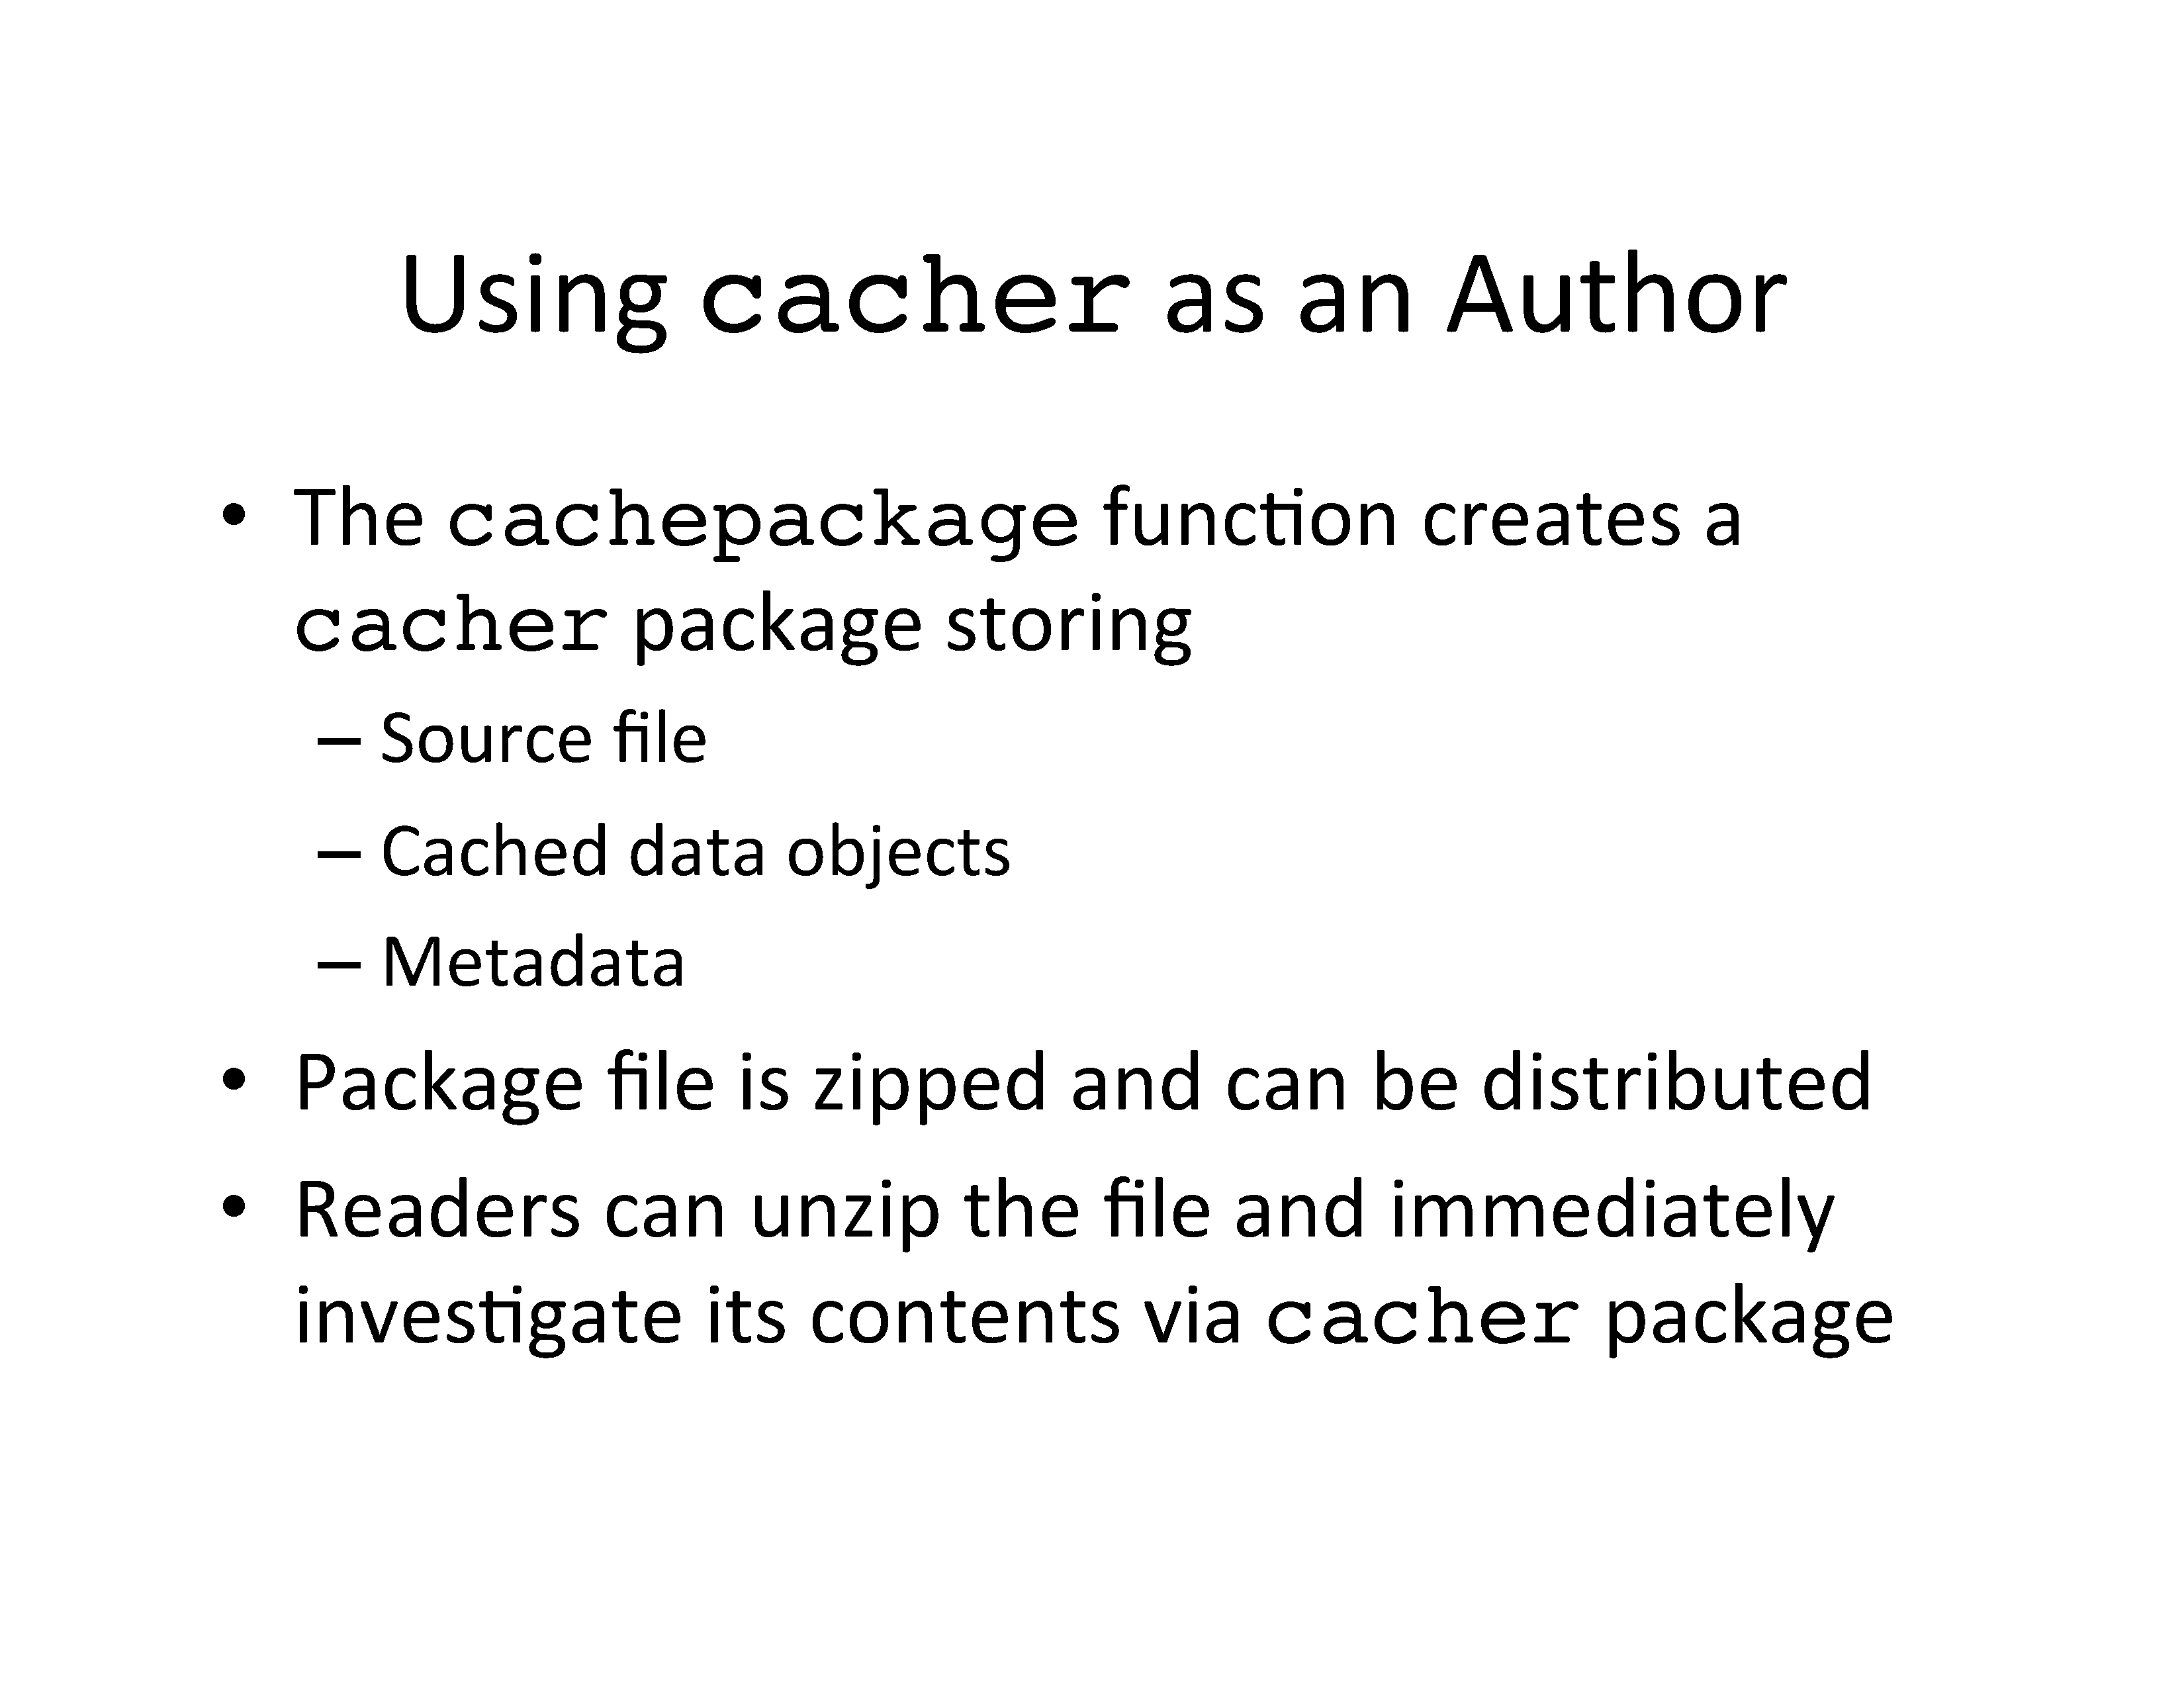 Using cacher as an Author
• The cachepackage function creates a
cacher package storing
– Source file
– Cached data objects
– Metadata
• Package file is zipped and can be distributed
• Readers can unzip the file and immediately
investigate its contents via cacher package